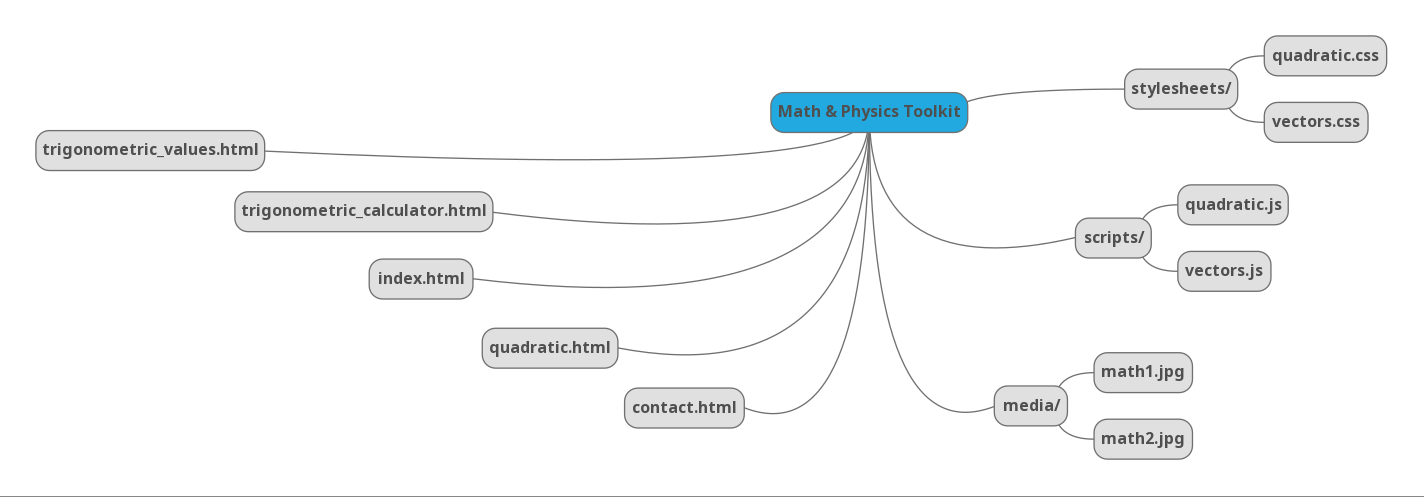 Math & Physics Toolkit
stylesheets/
quadratic.css
vectors.css
scripts/
quadratic.js
vectors.js
media/
math1.jpg
math2.jpg
trigonometric_values.html
trigonometric_calculator.html
index.html
quadratic.html
contact.html